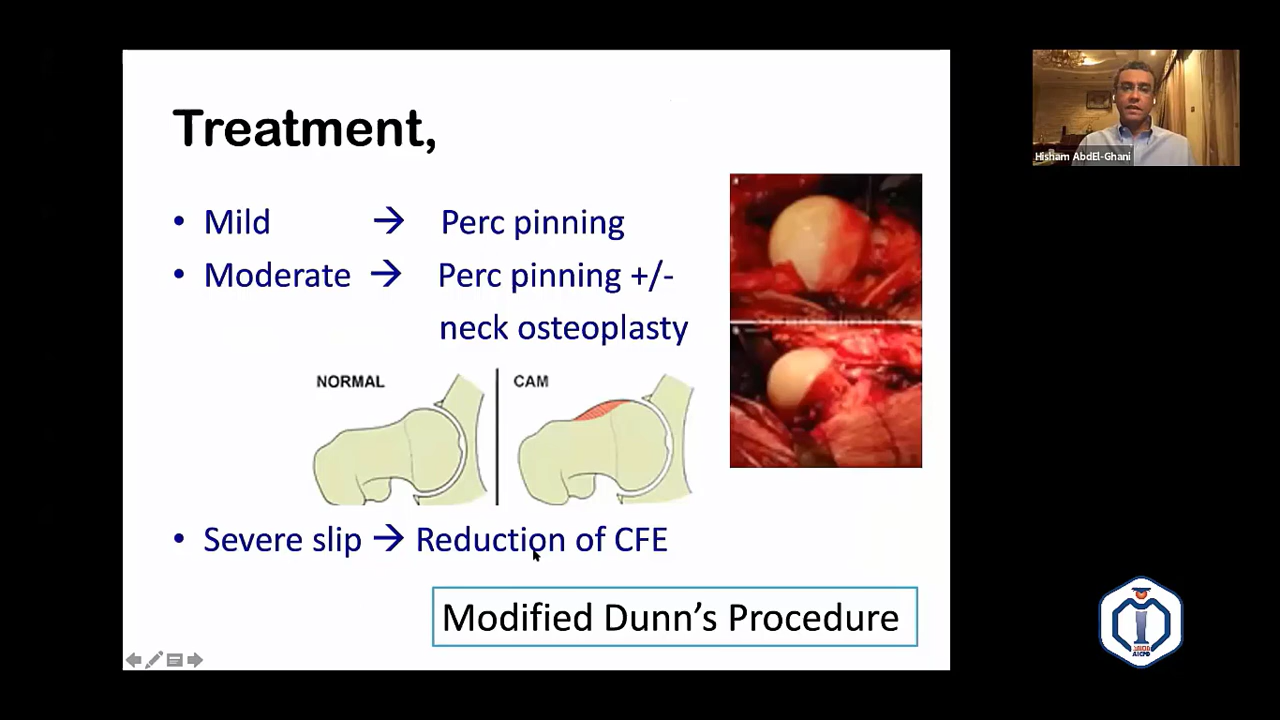 Treatment,
Hisham AbdEl-Ghani
• Mild → Perc pinning
• Moderate → Perc pinning +/-
neck osteoplasty
NORMAL
CAM
• Severe slip → Reduction of CFE
Modified Dunn's Procedure